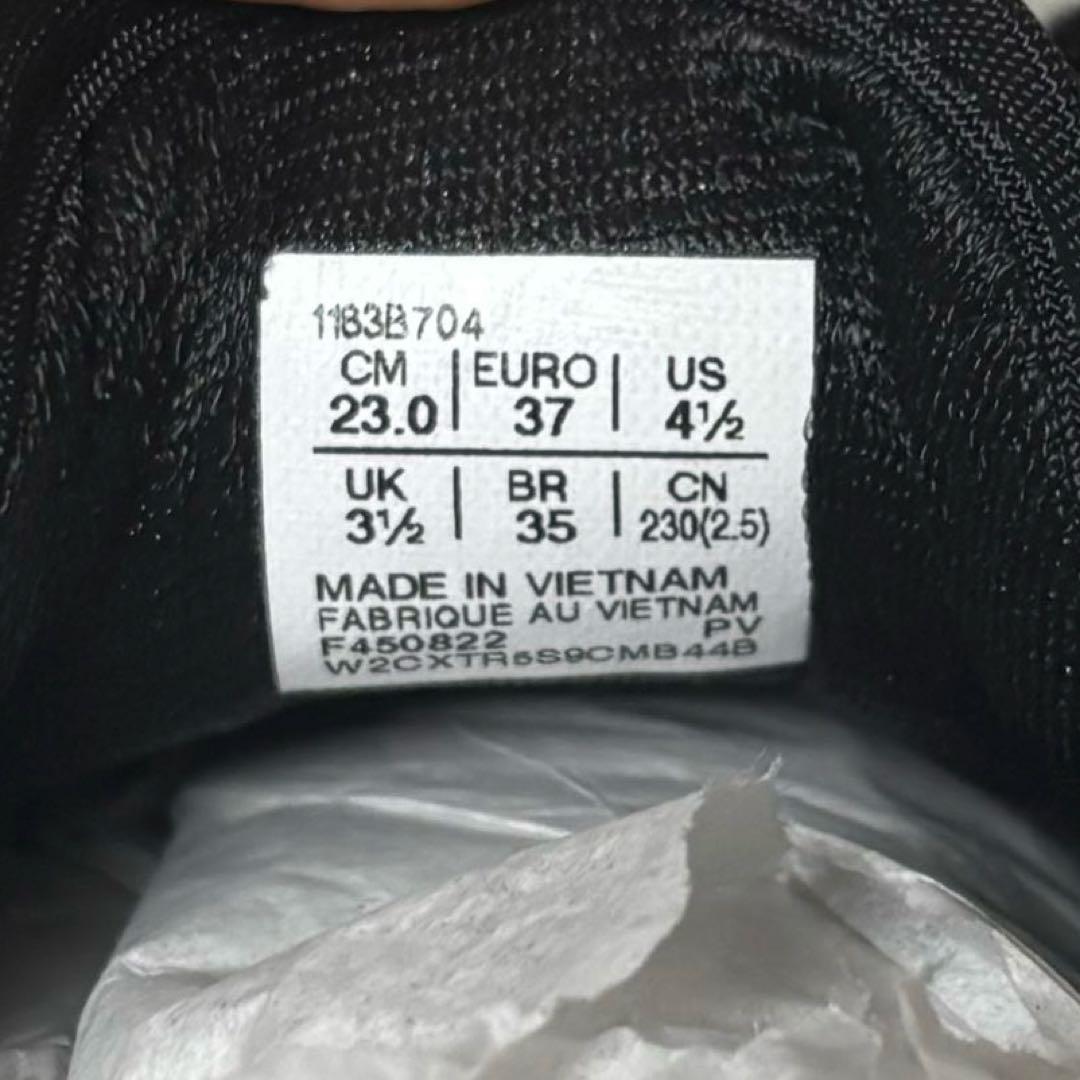 1183B704
CM | EURO | US
23.0 | 37 | 4½
UK | BR | CN
3½ | 35 | 230(2.5)
MADE IN VIETNAM
FABRIQUE AU VIETNAM
F450822 PV
W2CXTR5S9CMB44B